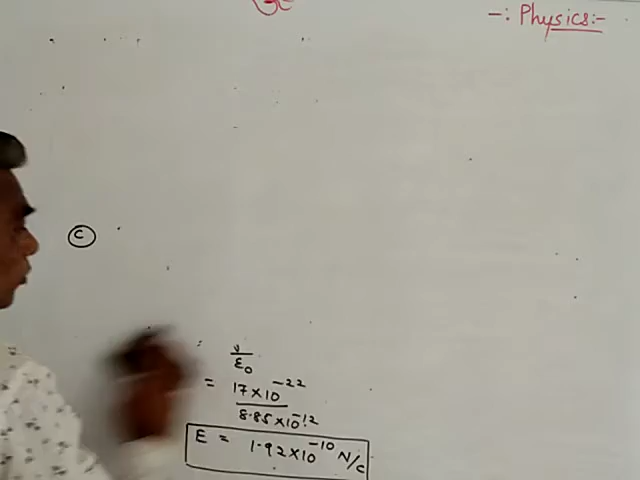 -: Physics:-
C
ε₀
= 17×10⁻²²
8.85×10⁻¹²
E = 1.92×10⁻¹⁰ N/C